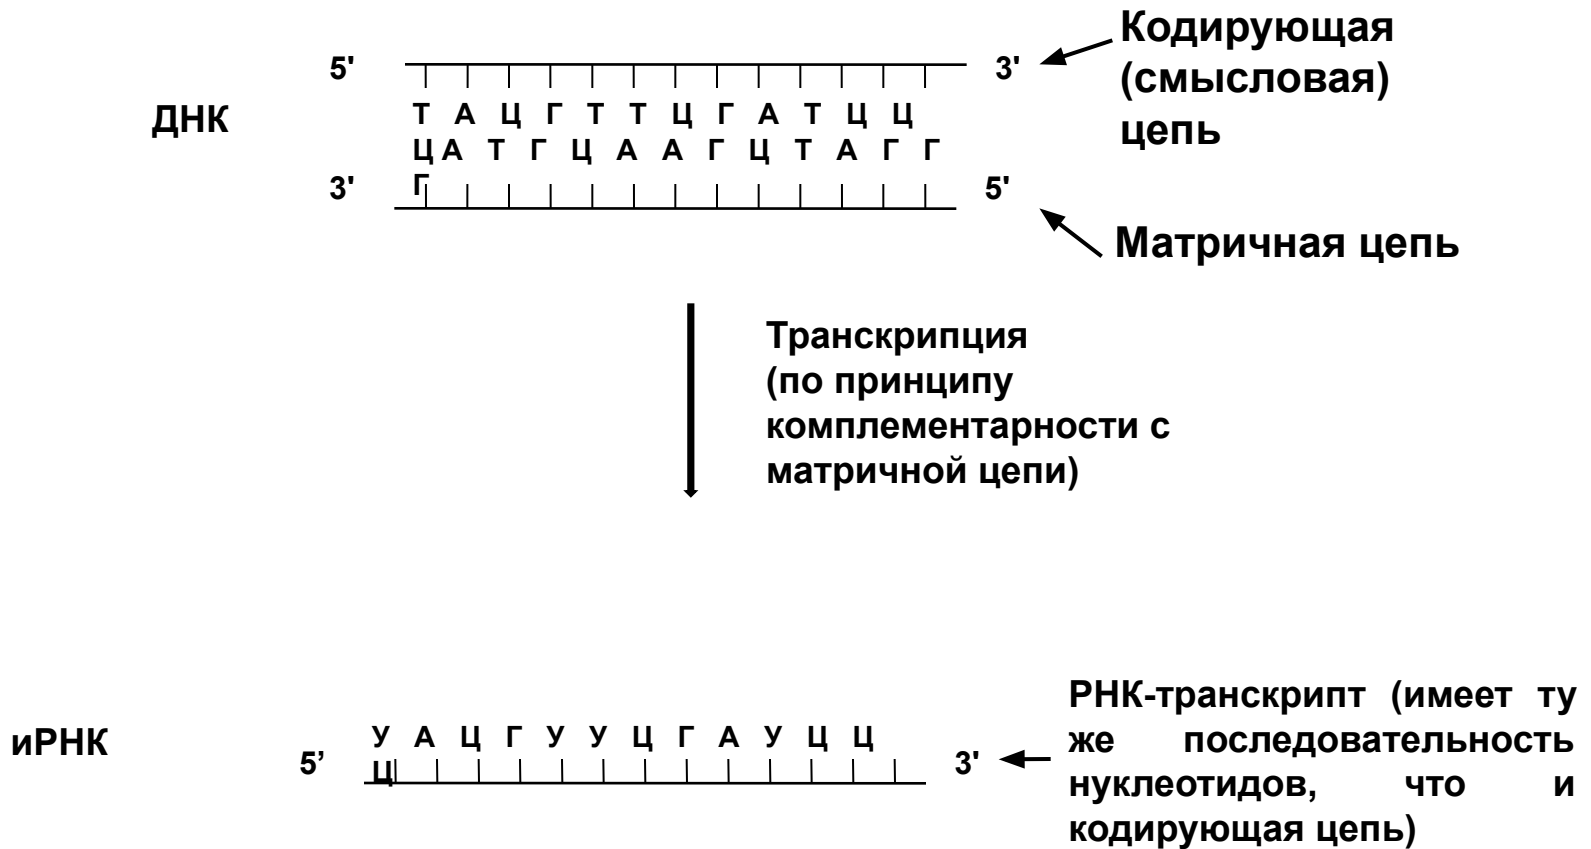 Кодирующая
(смысловая)
цепь
5' 3'
ДНК
Т А Ц Г Т Т Ц Г А Т Ц Ц
Ц А Т Г Ц А А Г Ц Т А Г Г
Г
3' 5'
Матричная цепь
Транскрипция
(по принципу
комплементарности с
матричной цепи)
иРНК
5’ 3'
У А Ц Г У У Ц Г А У Ц Ц
Ц
РНК-транскрипт (имеет ту
же последовательность
нуклеотидов, что и
кодирующая цепь)